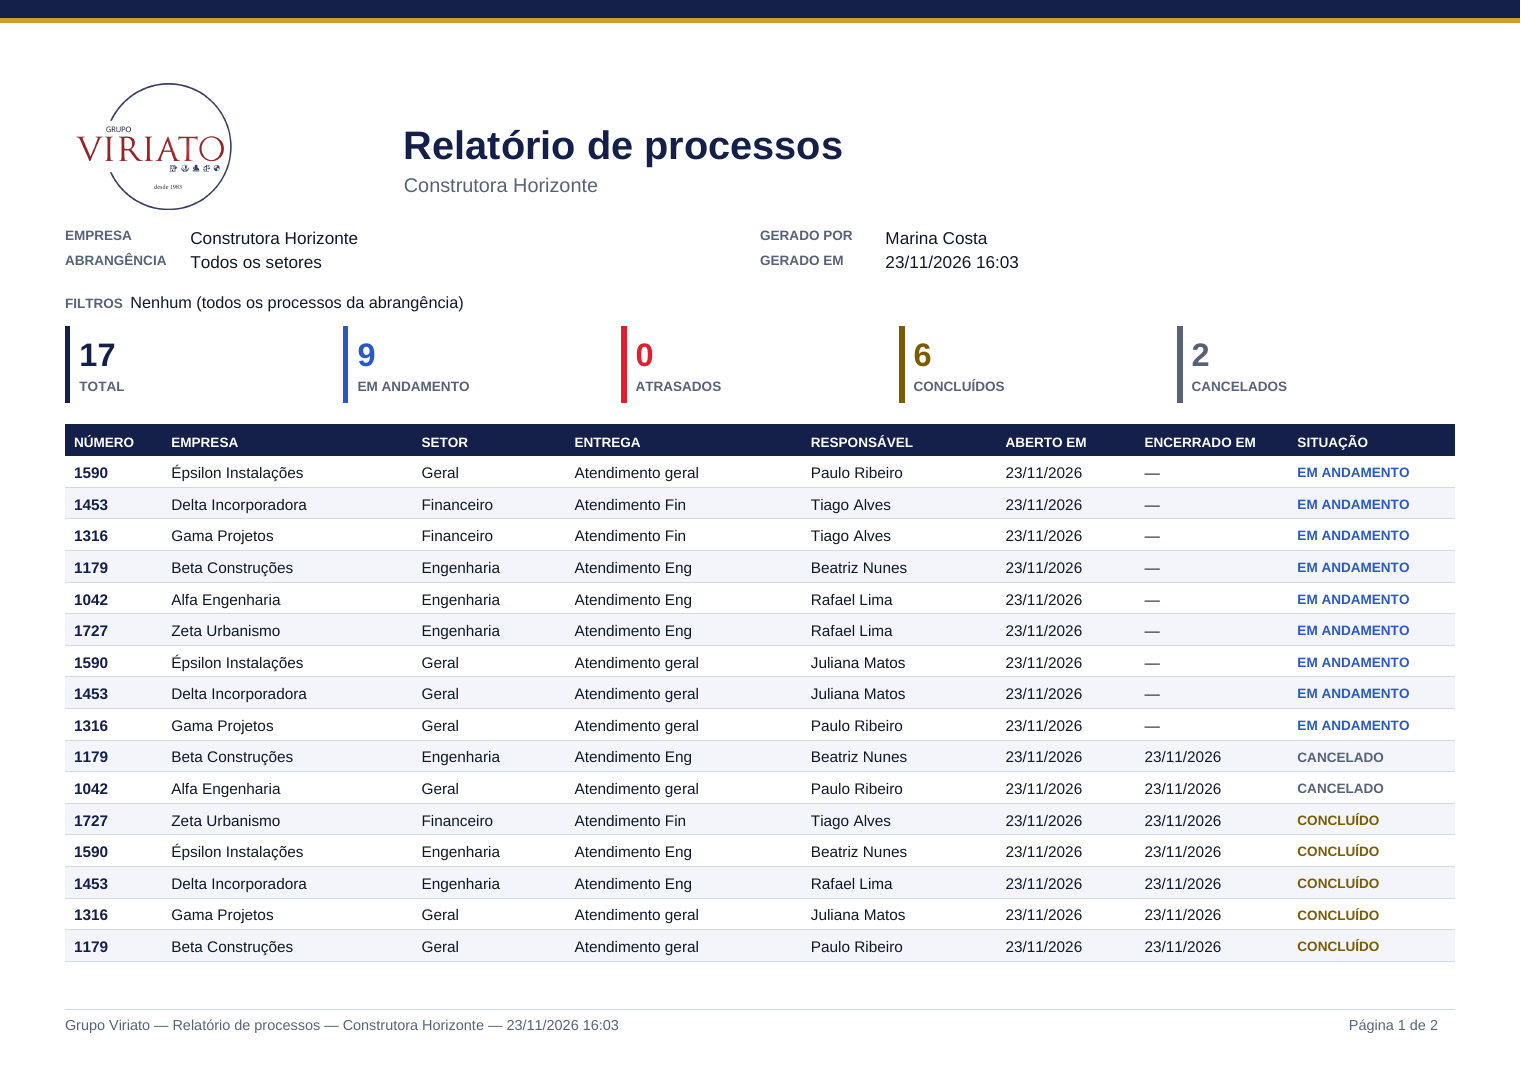 GRUPO
VIRIATO
desde 1983
Relatório de processos
Construtora Horizonte
EMPRESA Construtora Horizonte GERADO POR Marina Costa
ABRANGÊNCIA Todos os setores GERADO EM 23/11/2026 16:03
FILTROS Nenhum (todos os processos da abrangência)
17 9 0 6 2
TOTAL EM ANDAMENTO ATRASADOS CONCLUÍDOS CANCELADOS
NÚMERO EMPRESA SETOR ENTREGA RESPONSÁVEL ABERTO EM ENCERRADO EM SITUAÇÃO
1590 Épsilon Instalações Geral Atendimento geral Paulo Ribeiro 23/11/2026 — EM ANDAMENTO
1453 Delta Incorporadora Financeiro Atendimento Fin Tiago Alves 23/11/2026 — EM ANDAMENTO
1316 Gama Projetos Financeiro Atendimento Fin Tiago Alves 23/11/2026 — EM ANDAMENTO
1179 Beta Construções Engenharia Atendimento Eng Beatriz Nunes 23/11/2026 — EM ANDAMENTO
1042 Alfa Engenharia Engenharia Atendimento Eng Rafael Lima 23/11/2026 — EM ANDAMENTO
1727 Zeta Urbanismo Engenharia Atendimento Eng Rafael Lima 23/11/2026 — EM ANDAMENTO
1590 Épsilon Instalações Geral Atendimento geral Juliana Matos 23/11/2026 — EM ANDAMENTO
1453 Delta Incorporadora Geral Atendimento geral Juliana Matos 23/11/2026 — EM ANDAMENTO
1316 Gama Projetos Geral Atendimento geral Paulo Ribeiro 23/11/2026 — EM ANDAMENTO
1179 Beta Construções Engenharia Atendimento Eng Beatriz Nunes 23/11/2026 23/11/2026 CANCELADO
1042 Alfa Engenharia Geral Atendimento geral Paulo Ribeiro 23/11/2026 23/11/2026 CANCELADO
1727 Zeta Urbanismo Financeiro Atendimento Fin Tiago Alves 23/11/2026 23/11/2026 CONCLUÍDO
1590 Épsilon Instalações Engenharia Atendimento Eng Beatriz Nunes 23/11/2026 23/11/2026 CONCLUÍDO
1453 Delta Incorporadora Engenharia Atendimento Eng Rafael Lima 23/11/2026 23/11/2026 CONCLUÍDO
1316 Gama Projetos Geral Atendimento geral Juliana Matos 23/11/2026 23/11/2026 CONCLUÍDO
1179 Beta Construções Geral Atendimento geral Paulo Ribeiro 23/11/2026 23/11/2026 CONCLUÍDO
Grupo Viriato — Relatório de processos — Construtora Horizonte — 23/11/2026 16:03 Página 1 de 2